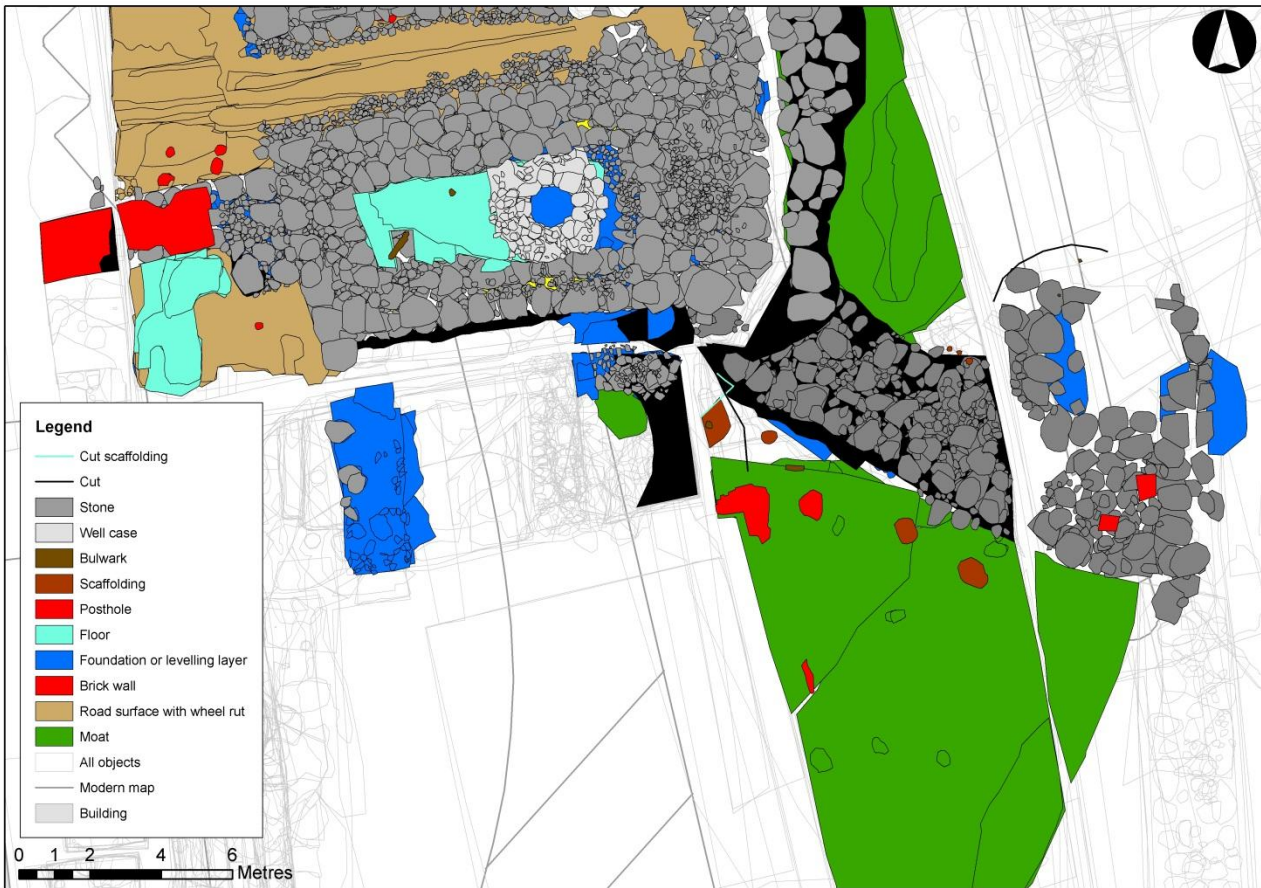 Legend
Cut scaffolding
Cut
Stone
Well case
Bulwark
Scaffolding
Posthole
Floor
Foundation or levelling layer
Brick wall
Road surface with wheel rut
Moat
All objects
Modern map
Building
0 1 2 4 6
Metres